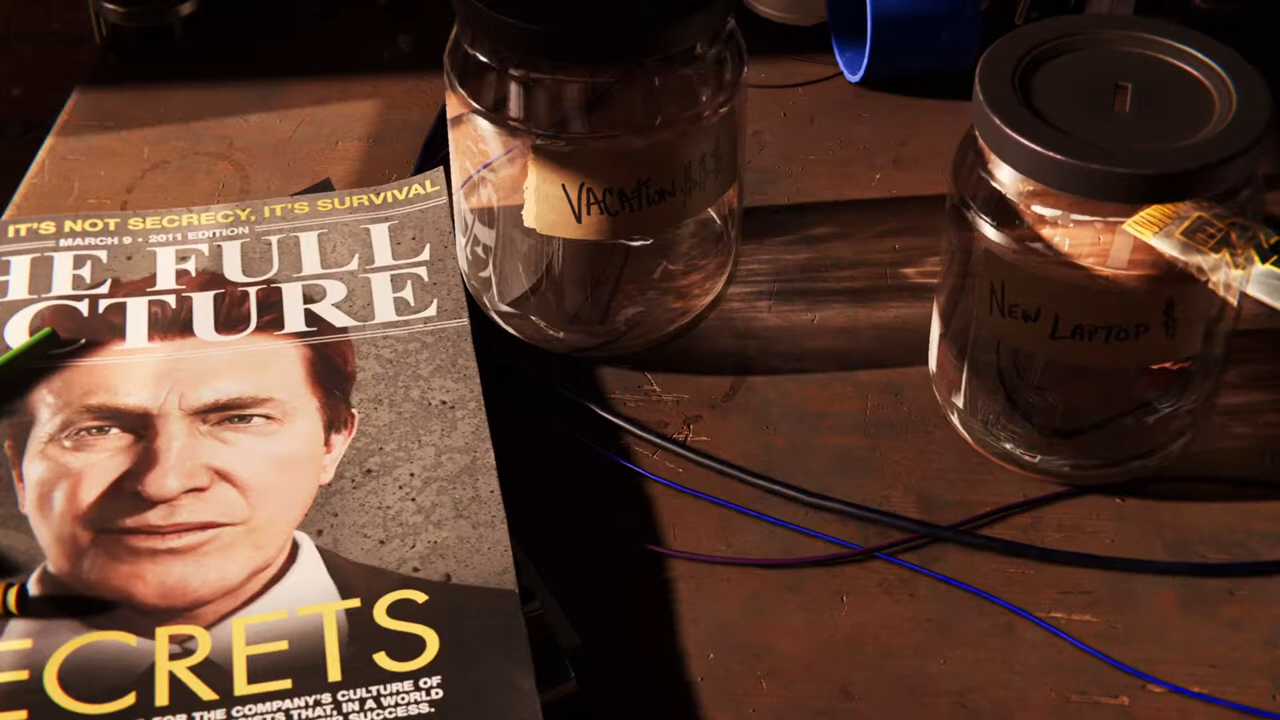 IT'S NOT SECRECY, IT'S SURVIVAL
MARCH 9 • 2011 EDITION
HE FULL
CTURE
ECRETS
FOR THE COMPANY'S CULTURE OF
ISTS THAT, IN A WORLD
SUCCESS.
VACATION
NEW LAPTOP $